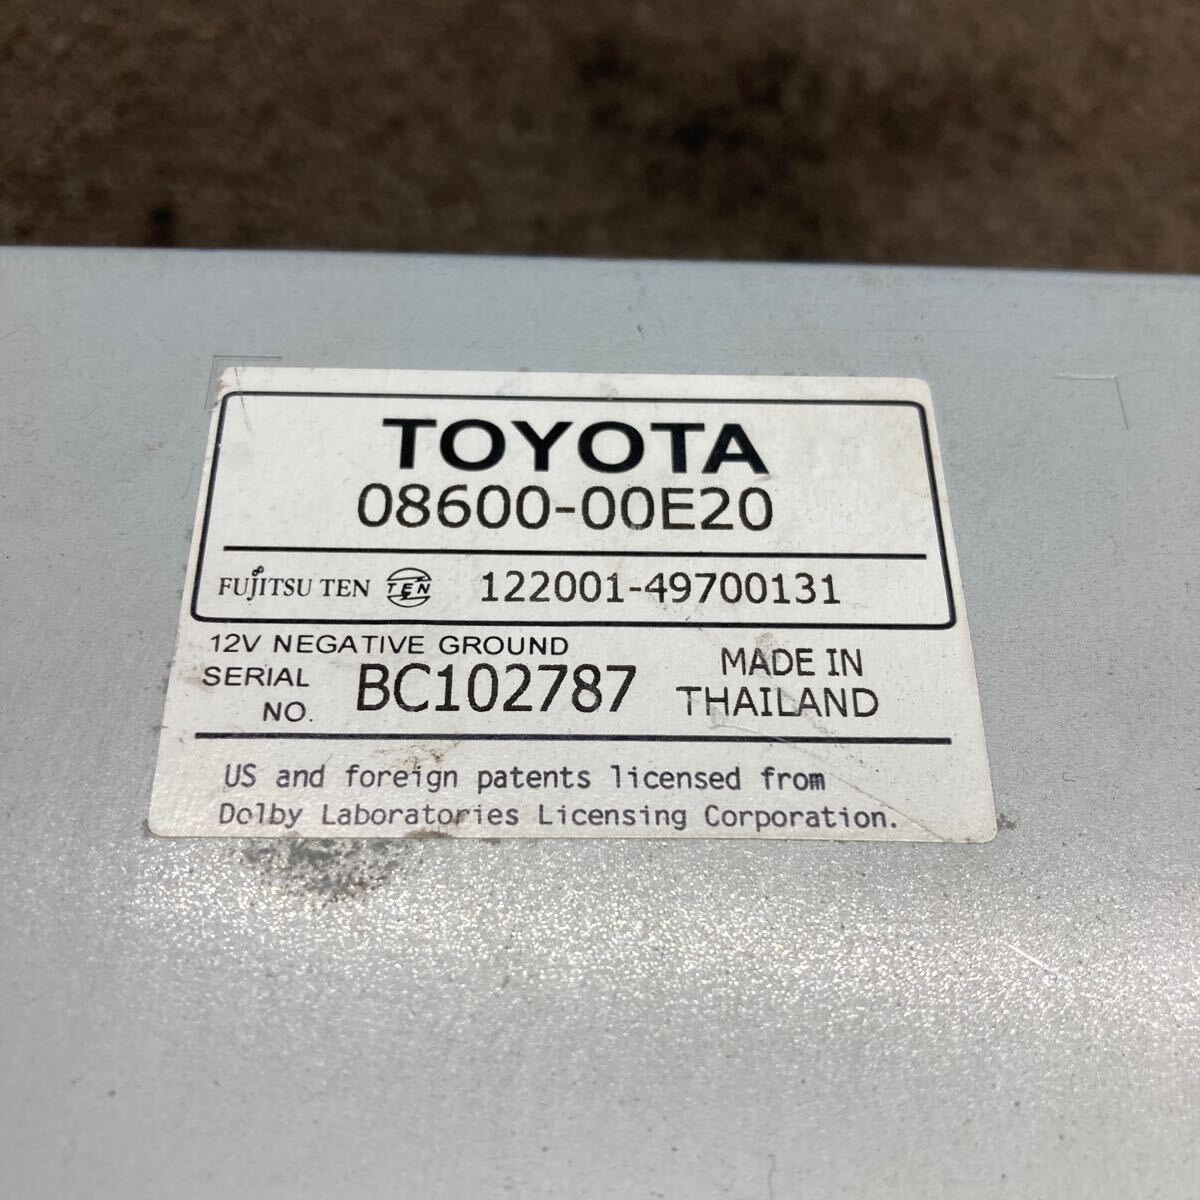 TOYOTA
08600-00E20
FUJITSU TEN TEN 122001-49700131
12V NEGATIVE GROUND
SERIAL NO. BC102787
MADE IN THAILAND
US and foreign patents licensed from
Dolby Laboratories Licensing Corporation.